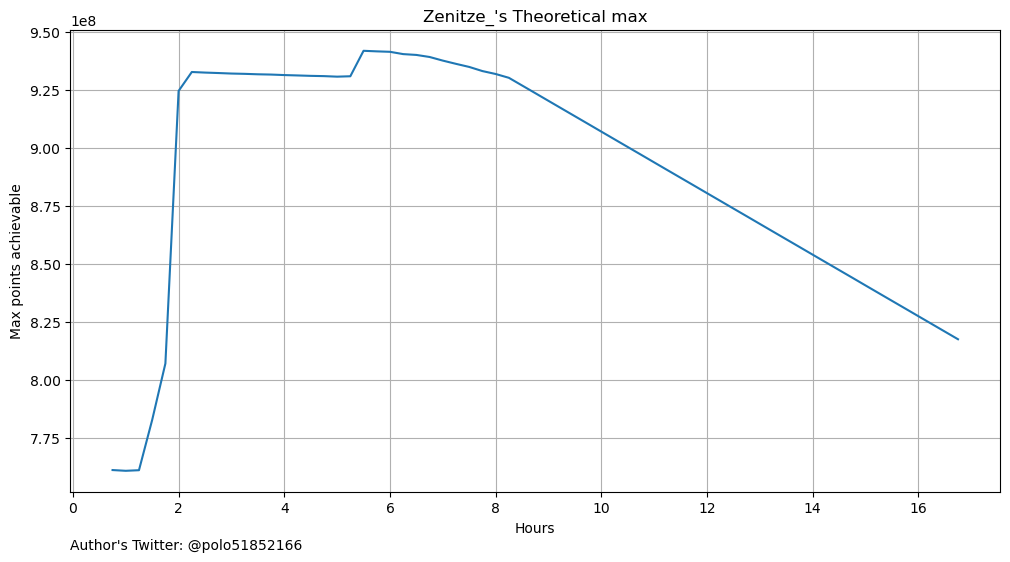 Zenitze_'s Theoretical max
1e8
9.50
9.25
9.00
8.75
8.50
8.25
8.00
7.75
Max points achievable
0 2 4 6 8 10 12 14 16
Hours
Author's Twitter: @polo51852166